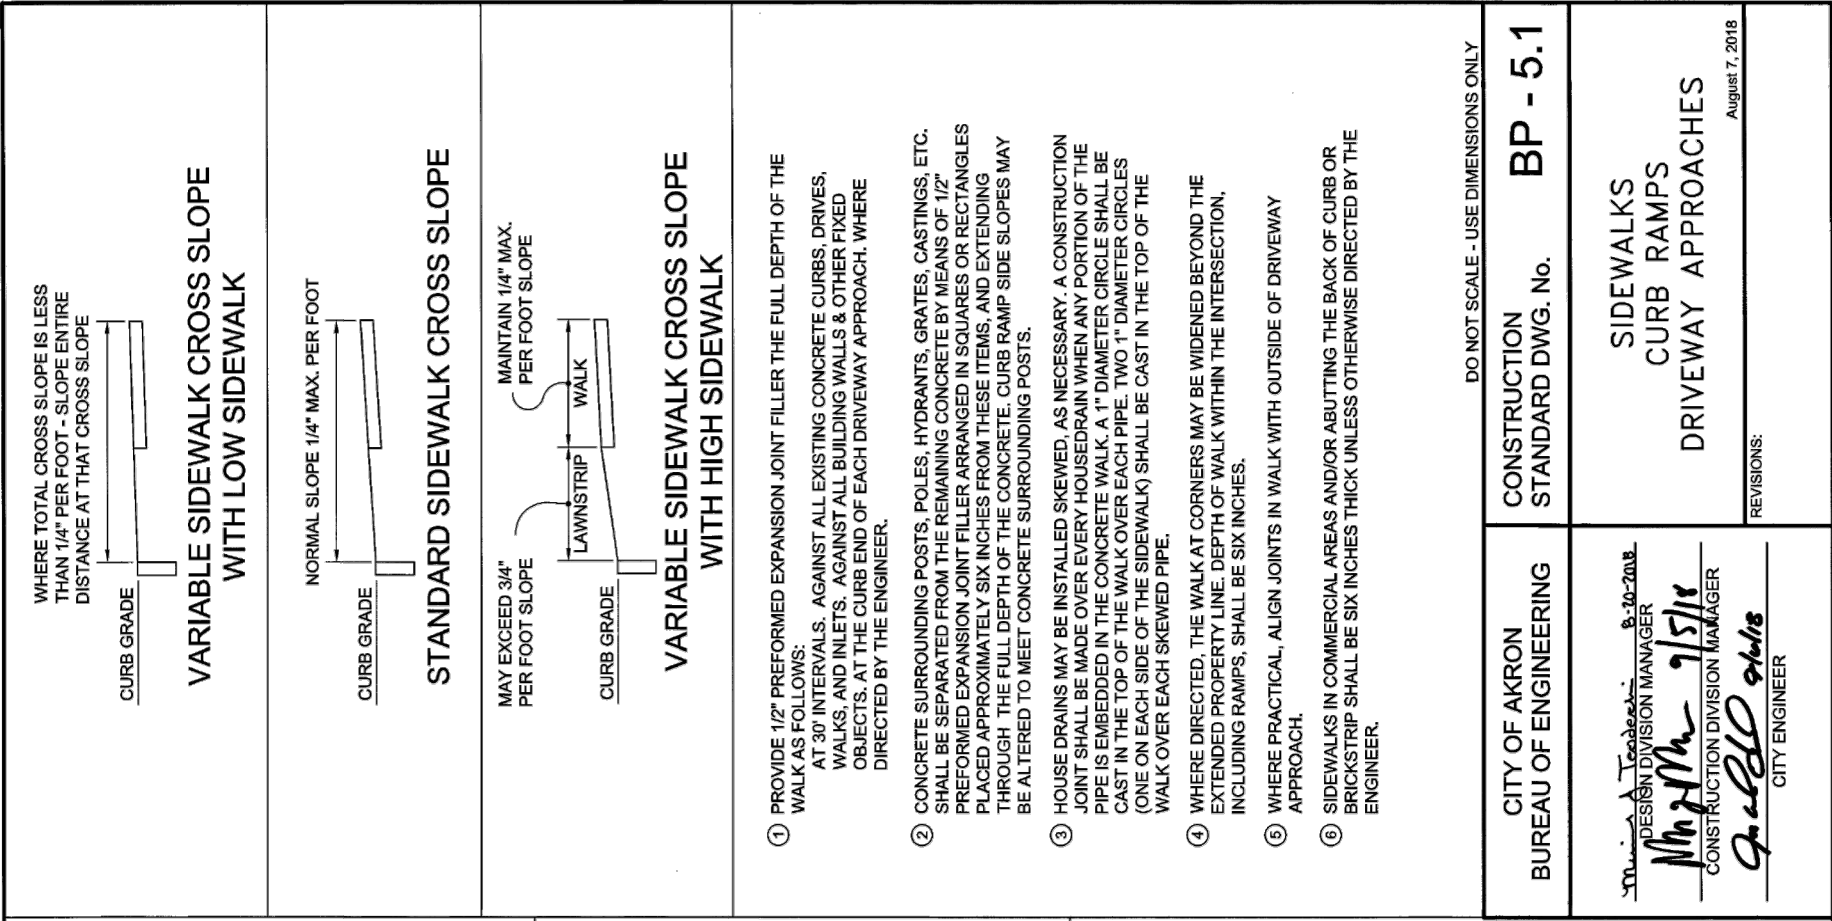 WHERE TOTAL CROSS SLOPE IS LESS
THAN 1/4" PER FOOT - SLOPE ENTIRE
DISTANCE AT THAT CROSS SLOPE
CURB GRADE
VARIABLE SIDEWALK CROSS SLOPE
WITH LOW SIDEWALK
NORMAL SLOPE 1/4" MAX. PER FOOT
CURB GRADE
STANDARD SIDEWALK CROSS SLOPE
MAY EXCEED 3/4"
PER FOOT SLOPE
MAINTAIN 1/4" MAX.
PER FOOT SLOPE
LAWNSTRIP
WALK
CURB GRADE
VARIABLE SIDEWALK CROSS SLOPE
WITH HIGH SIDEWALK
1 PROVIDE 1/2" PREFORMED EXPANSION JOINT FILLER THE FULL DEPTH OF THE
WALK AS FOLLOWS:
AT 30' INTERVALS. AGAINST ALL EXISTING CONCRETE CURBS, DRIVES,
WALKS, AND INLETS. AGAINST ALL BUILDING WALLS & OTHER FIXED
OBJECTS. AT THE CURB END OF EACH DRIVEWAY APPROACH. WHERE
DIRECTED BY THE ENGINEER.
2 CONCRETE SURROUNDING POSTS, POLES, HYDRANTS, GRATES, CASTINGS, ETC.
SHALL BE SEPARATED FROM THE REMAINING CONCRETE BY MEANS OF 1/2"
PREFORMED EXPANSION JOINT FILLER ARRANGED IN SQUARES OR RECTANGLES
PLACED APPROXIMATELY SIX INCHES FROM THESE ITEMS, AND EXTENDING
THROUGH THE FULL DEPTH OF THE CONCRETE. CURB RAMP SIDE SLOPES MAY
BE ALTERED TO MEET CONCRETE SURROUNDING POSTS.
3 HOUSE DRAINS MAY BE INSTALLED SKEWED, AS NECESSARY. A CONSTRUCTION
JOINT SHALL BE MADE OVER EVERY HOUSEDRAIN WHEN ANY PORTION OF THE
PIPE IS EMBEDDED IN THE CONCRETE WALK. A 1" DIAMETER CIRCLE SHALL BE
CAST IN THE TOP OF THE WALK OVER EACH PIPE. TWO 1" DIAMETER CIRCLES
(ONE ON EACH SIDE OF THE SIDEWALK) SHALL BE CAST IN THE TOP OF THE
WALK OVER EACH SKEWED PIPE.
4 WHERE DIRECTED, THE WALK AT CORNERS MAY BE WIDENED BEYOND THE
EXTENDED PROPERTY LINE. DEPTH OF WALK WITHIN THE INTERSECTION,
INCLUDING RAMPS, SHALL BE SIX INCHES.
5 WHERE PRACTICAL, ALIGN JOINTS IN WALK WITH OUTSIDE OF DRIVEWAY
APPROACH.
6 SIDEWALKS IN COMMERCIAL AREAS AND/OR ABUTTING THE BACK OF CURB OR
BRICKSTRIP SHALL BE SIX INCHES THICK UNLESS OTHERWISE DIRECTED BY THE
ENGINEER.
DO NOT SCALE - USE DIMENSIONS ONLY
CITY OF AKRON
BUREAU OF ENGINEERING
CONSTRUCTION
STANDARD DWG. No.
BP - 5.1
8-20-2018
DESIGN DIVISION MANAGER
9/5/18
CONSTRUCTION DIVISION MANAGER
CITY ENGINEER
SIDEWALKS
CURB RAMPS
DRIVEWAY APPROACHES
August 7, 2018
REVISIONS: